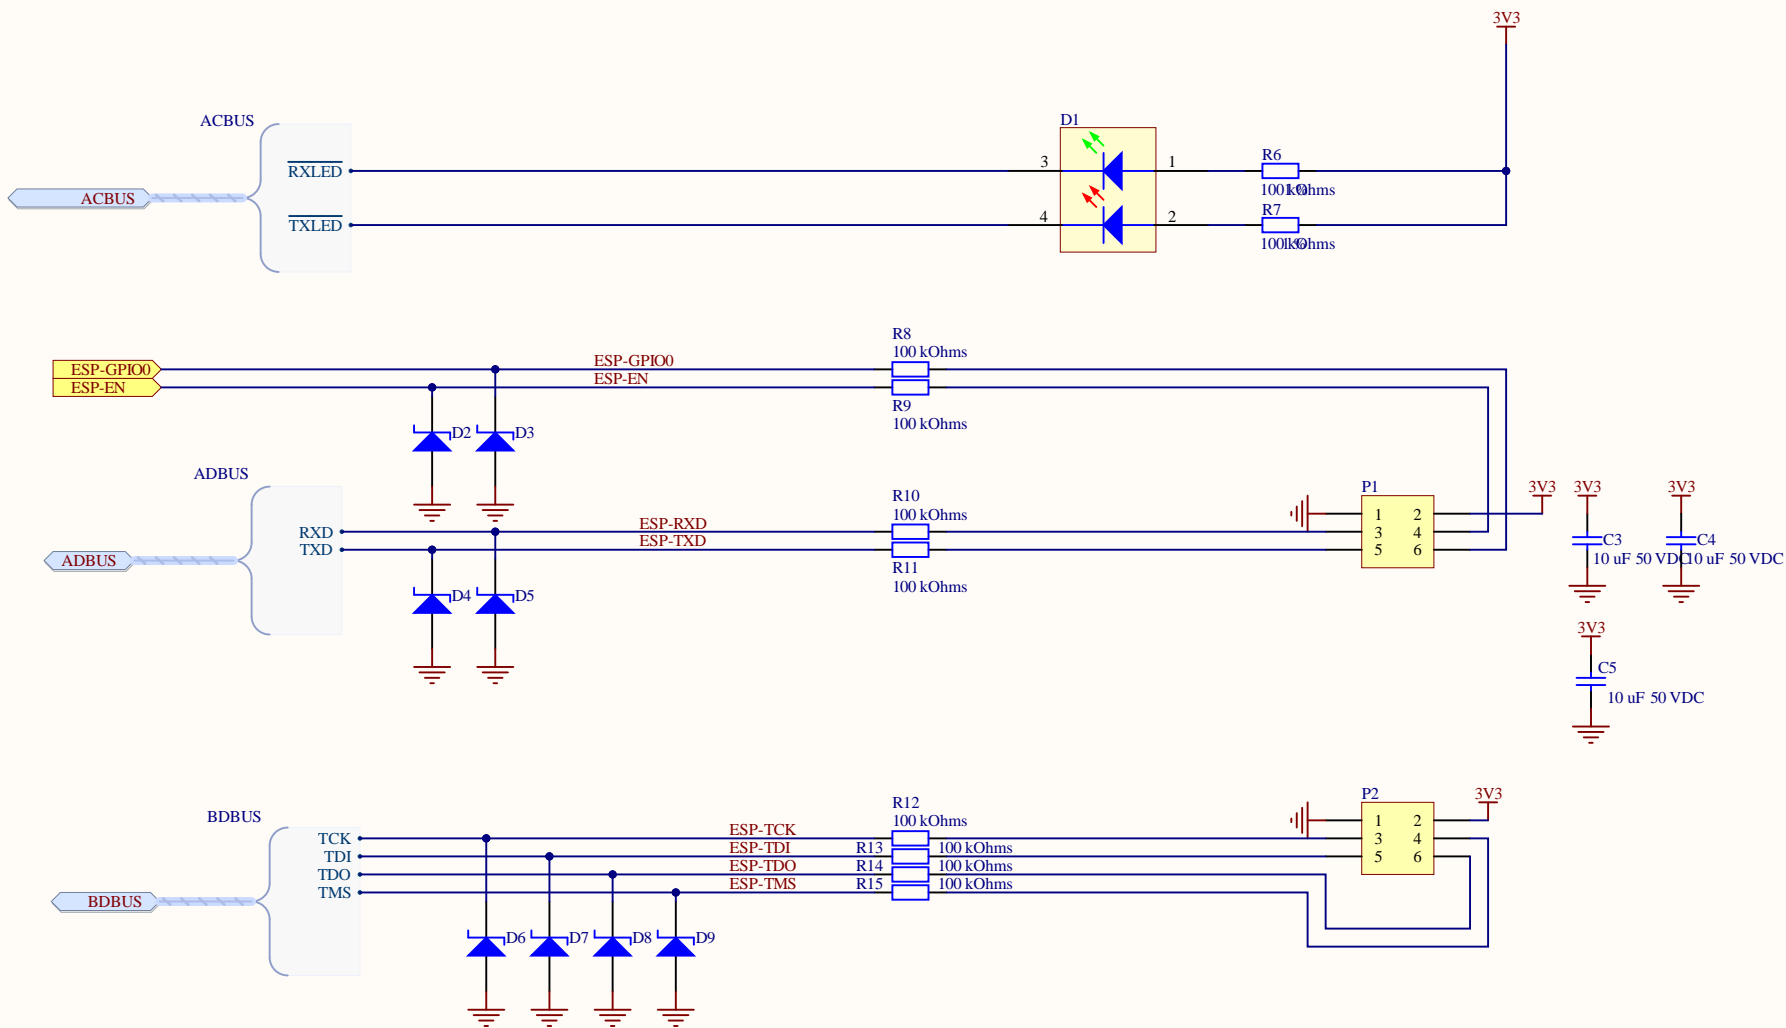 3V3
ACBUS
D1
RXLED
3
1
R6
ACBUS
100 kOhms
TXLED
4
2
R7
100 kOhms
R8
100 kOhms
ESP-GPIO0
ESP-GPIO0
ESP-EN
ESP-EN
R9
100 kOhms
D2
D3
ADBUS
R10
100 kOhms
P1
3V3
3V3
3V3
RXD
ESP-RXD
1
2
TXD
ESP-TXD
3
4
C3
C4
ADBUS
5
6
10 uF 50 VDC
10 uF 50 VDC
R11
100 kOhms
D4
D5
3V3
C5
10 uF 50 VDC
BDBUS
R12
100 kOhms
P2
3V3
TCK
ESP-TCK
1
2
TDI
ESP-TDI
R13
100 kOhms
3
4
TDO
ESP-TDO
R14
100 kOhms
5
6
TMS
ESP-TMS
R15
100 kOhms
BDBUS
D6
D7
D8
D9